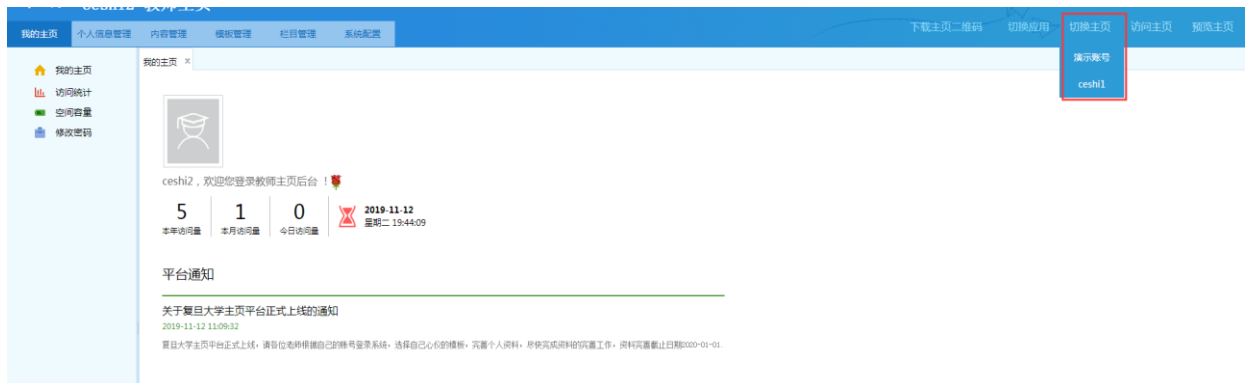 ceshi2 教师主页
下载主页二维码 切换应用 切换主页 访问主页 预览主页
我的主页 个人信息管理 内容管理 模板管理 栏目管理 系统配置
演示账号
ceshi1
我的主页 ×
我的主页
访问统计
空间容量
修改密码
ceshi2，欢迎您登录教师主页后台！
5 1 0
本年访问量 本月访问量 今日访问量
2019-11-12
星期二 19:44:09
平台通知
关于复旦大学主页平台正式上线的通知
2019-11-12 11:09:32
复旦大学主页平台正式上线，请各位老师根据自己的账号登录系统，选择自己心仪的模板，完善个人资料，尽快完成资料的完善工作，资料完善截止日期2020-01-01.